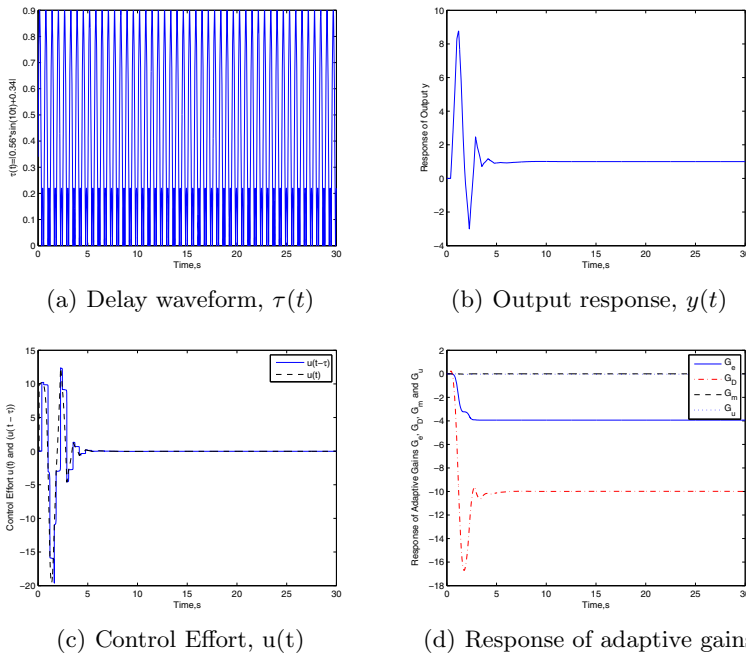 0.9
0.8
0.7
0.6
0.5
0.4
0.3
0.2
0.1
0
τ(t)=|0.56*sin(10t)+0.34|
0 5 10 15 20 25 30
Time,s
(a) Delay waveform, τ(t)
10
8
6
4
2
0
−2
−4
Response of Output y
0 5 10 15 20 25 30
Time,s
(b) Output response, y(t)
15
10
5
0
−5
−10
−15
−20
Control Effort u(t) and (u( t − τ))
u(t−τ)
u(t)
0 5 10 15 20 25 30
Time,s
(c) Control Effort, u(t)
2
0
−2
−4
−6
−8
−10
−12
−14
−16
−18
Response of Adaptive Gains G_e, G_D, G_m and G_u
G_e
G_D
G_m
G_u
0 5 10 15 20 25 30
Time,s
(d) Response of adaptive gains